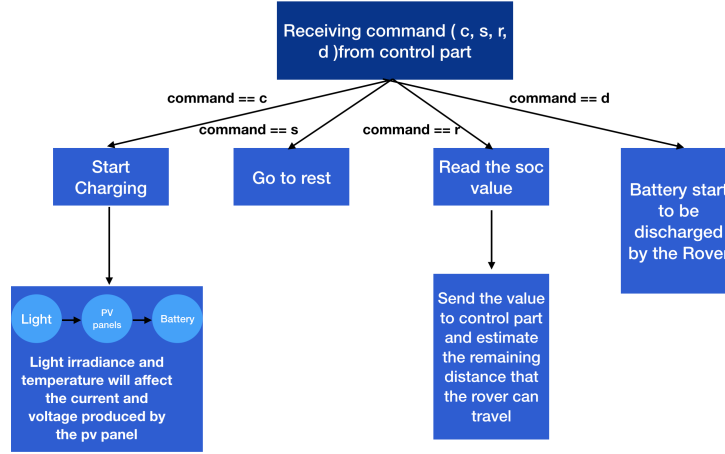 Receiving command ( c, s, r,
d )from control part
command == c
command == d
command == s
command == r
Start
Charging
Go to rest
Read the soc
value
Battery start
to be
discharged
by the Rover
Light
PV
panels
Battery
Light irradiance and
temperature will affect
the current and
voltage produced by
the pv panel
Send the value
to control part
and estimate
the remaining
distance that
the rover can
travel